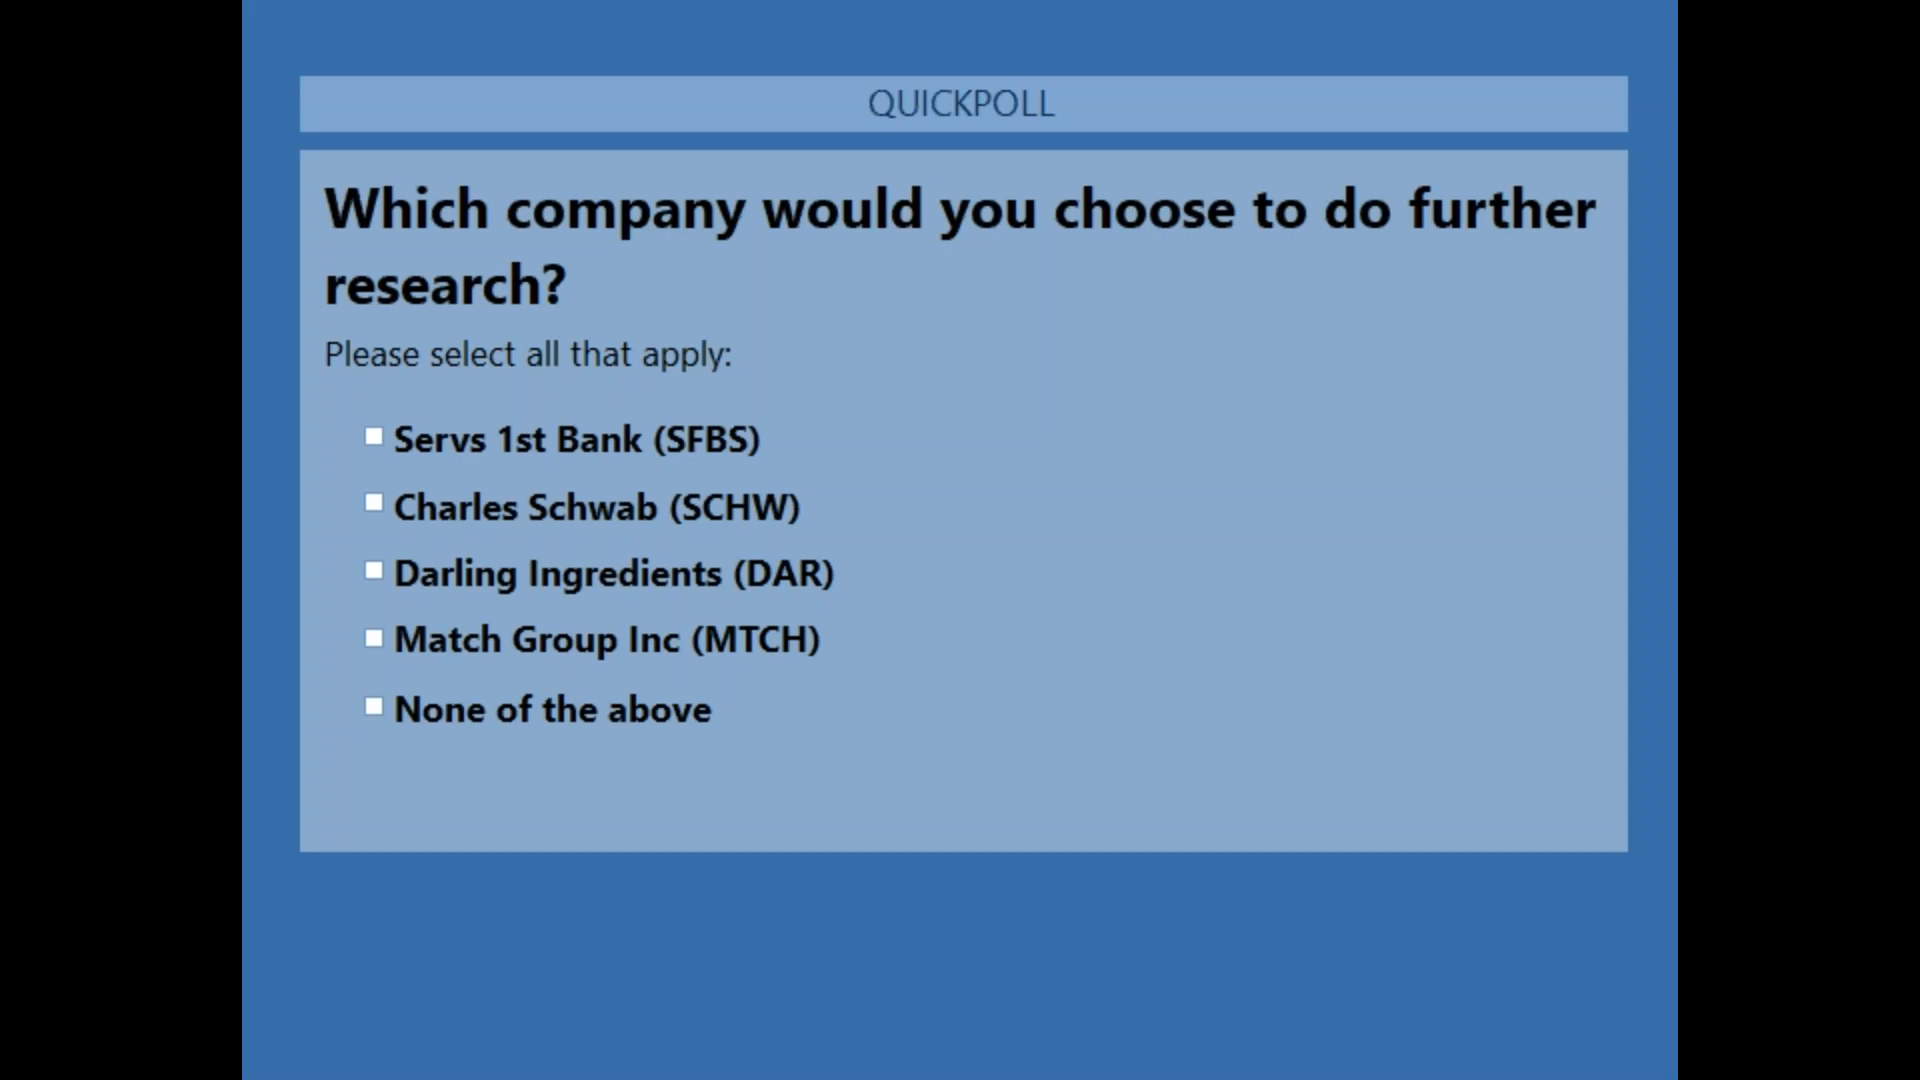 QUICKPOLL
Which company would you choose to do further
research?
Please select all that apply:
Servs 1st Bank (SFBS)
Charles Schwab (SCHW)
Darling Ingredients (DAR)
Match Group Inc (MTCH)
None of the above